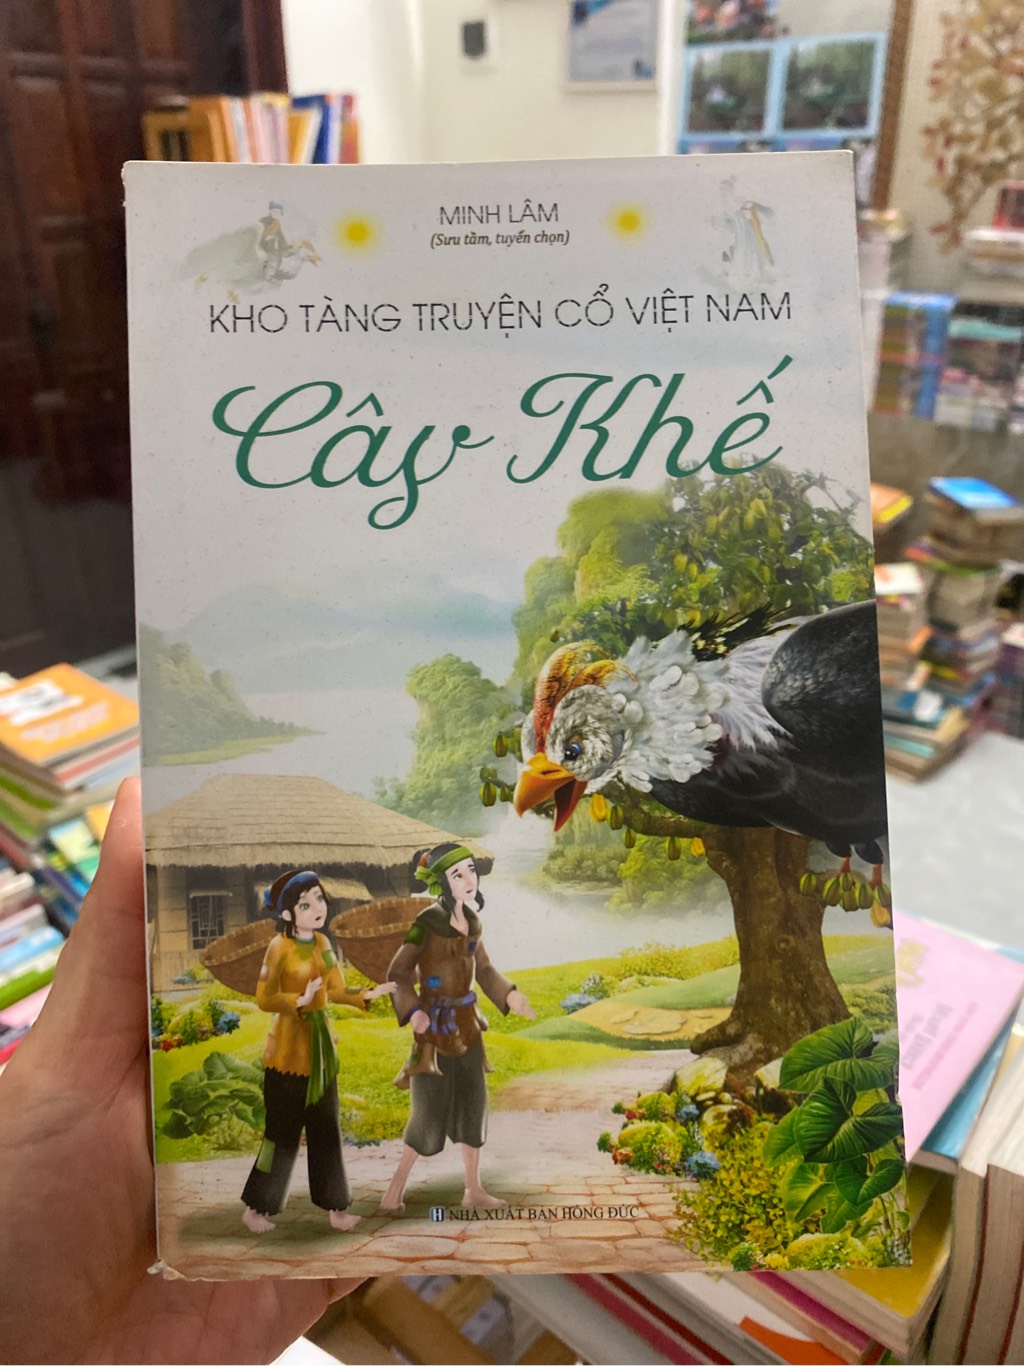 MINH LÂM
(Sưu tầm, tuyển chọn)
KHO TÀNG TRUYỆN CỔ VIỆT NAM
Cây Khế
NHÀ XUẤT BẢN HỒNG ĐỨC